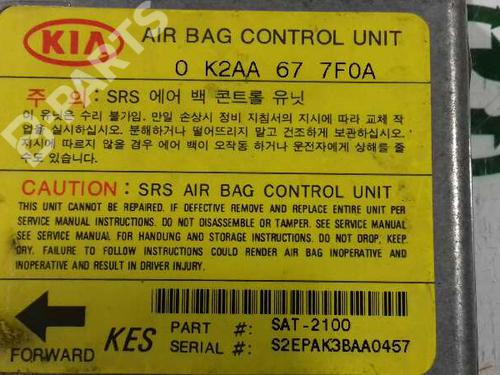 KIA AIR BAG CONTROL UNIT
0 K2AA 67 7F0A
주 의 : SRS 에어 백 콘트롤 유닛
이 유닛은 수리 불가임. 만일 손상시 정비 지침서의 지시에 따라 교체 작
업을 실시하십시오. 분해하거나 떨어뜨리지 말고 건조하게 보관하십시오.
지시에 따르지 않을 경우 에어 백이 오작동 하거나 운전자에게 상해를 줄
수도 있습니다.
CAUTION : SRS AIR BAG CONTROL UNIT
THIS UNIT CANNOT BE REPAIRED. IF DEFECTIVE REMOVE AND REPLACE ENTIRE UNIT PER
SERVICE MANUAL INSTRUCTIONS. DO NOT DISASSEMBLE OR TAMPER. SEE SERVICE MANUAL
SEE SERVICE MANUAL FOR HANDUNG AND STORAGE INSTRUCTIONS. DO NOT DROP, KEEP
DRY. FAILURE TO FOLLOW INSTRUCTIONS COULD RENDER AIR BAG INOPERATIVE AND
INOPERATIVE AND RESULT IN DRIVER INJURY.
PART #: SAT-2100
KES SERIAL #: S2EPAK3BAA0457
FORWARD